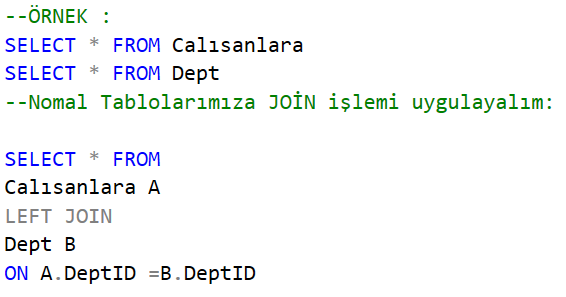 --ÖRNEK :
SELECT * FROM Calısanlara
SELECT * FROM Dept
--Nomal Tablolarımıza JOİN işlemi uygulayalım:
SELECT * FROM
Calısanlara A
LEFT JOIN
Dept B
ON A.DeptID =B.DeptID